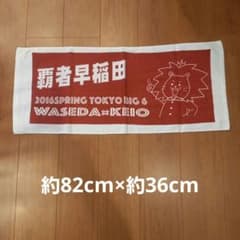 覇者早稲田
2016SPRING TOKYO BIG 6
WASEDA×KEIO
約82cm×約36cm